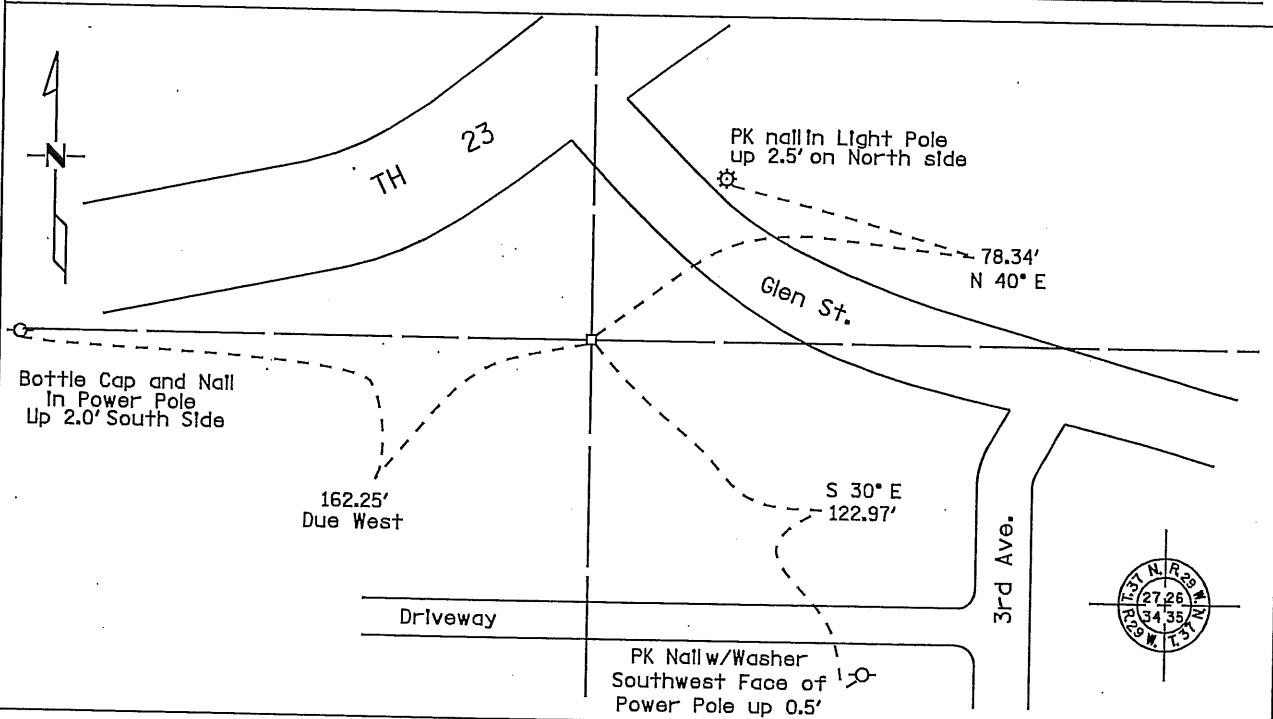 N
TH 23
PK nail in Light Pole
up 2.5' on North side
78.34'
N 40° E
Glen St.
Bottle Cap and Nail
in Power Pole
Up 2.0' South Side
162.25'
Due West
S 30° E
122.97'
3rd Ave.
Driveway
PK Nail w/Washer
Southwest Face of
Power Pole up 0.5'
T.37 N. R.29 W.
27 26
34 35
R.29 W. T.37 N.